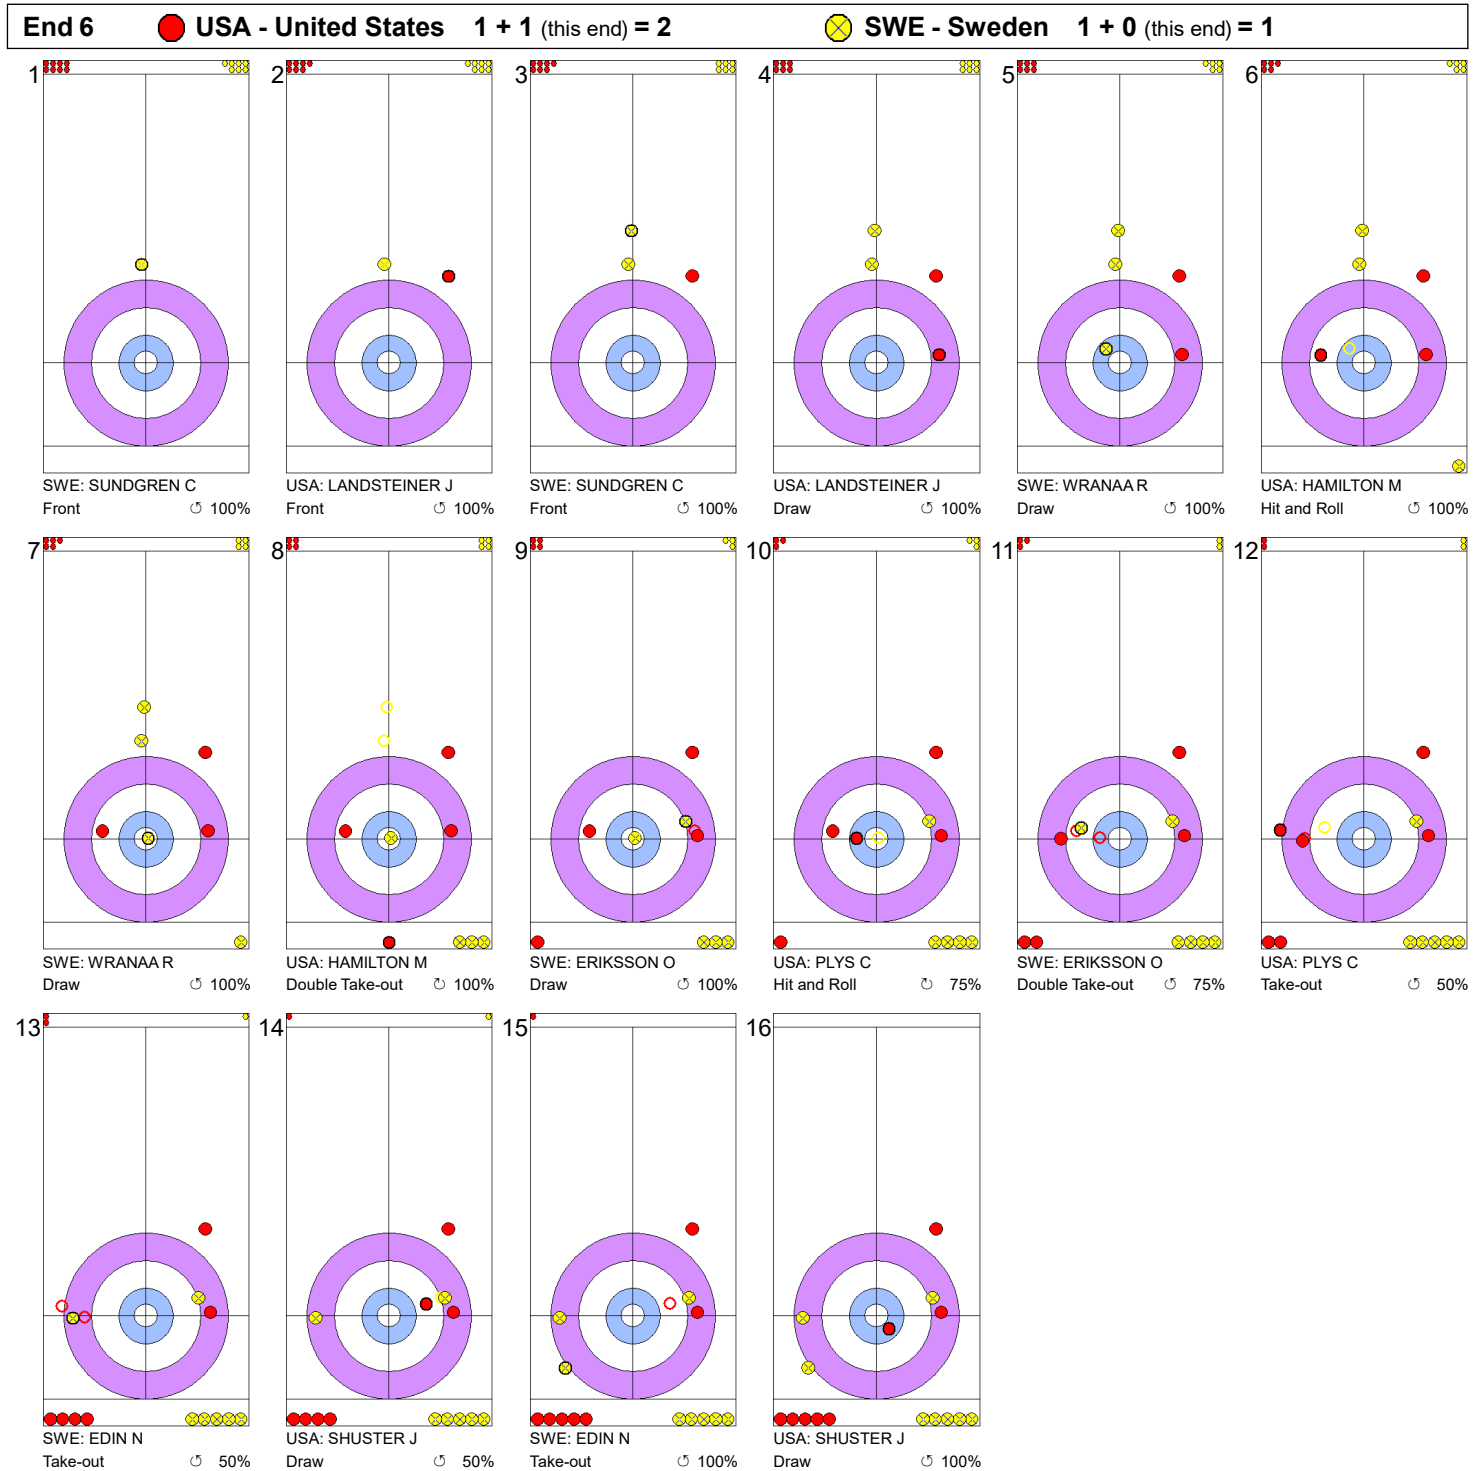 End 6 USA - United States 1 + 1 (this end) = 2 SWE - Sweden 1 + 0 (this end) = 1
1 2 3 4 5 6
SWE: SUNDGREN C USA: LANDSTEINER J SWE: SUNDGREN C USA: LANDSTEINER J SWE: WRANAA R USA: HAMILTON M
Front ↺ 100% Front ↺ 100% Front ↺ 100% Draw ↺ 100% Draw ↺ 100% Hit and Roll ↺ 100%
7 8 9 10 11 12
SWE: WRANAA R USA: HAMILTON M SWE: ERIKSSON O USA: PLYS C SWE: ERIKSSON O USA: PLYS C
Draw ↺ 100% Double Take-out ↻ 100% Draw ↺ 100% Hit and Roll ↻ 75% Double Take-out ↺ 75% Take-out ↺ 50%
13 14 15 16
SWE: EDIN N USA: SHUSTER J SWE: EDIN N USA: SHUSTER J
Take-out ↺ 50% Draw ↺ 50% Take-out ↺ 100% Draw ↺ 100%